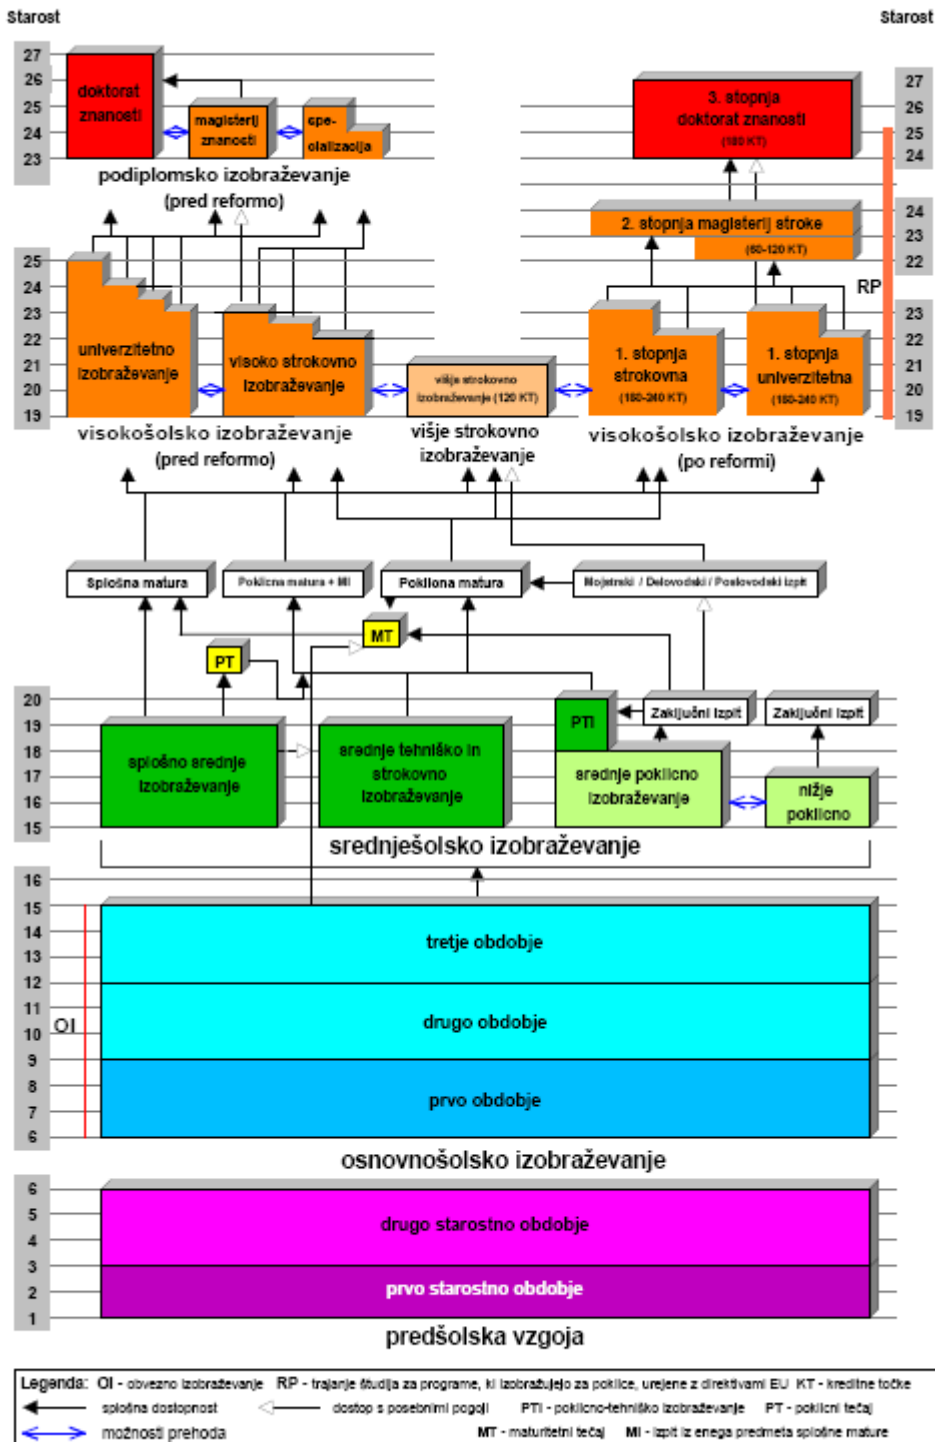 Starost
Starost
27
26
25
24
23
doktorat
znanosti
magisterij
znanosti
spe-
cializacija
podiplomsko izobraževanje
(pred reformo)
3. stopnja
doktorat znanosti
(180 KT)
27
26
25
24
2. stopnja magisterij stroke
(60-120 KT)
24
23
22
RP
25
24
23
22
21
20
19
univerzitetno
izobraževanje
visoko strokovno
izobraževanje
višje strokovno
izobraževanje (120 KT)
1. stopnja
strokovna
(180-240 KT)
1. stopnja
univerzitetna
(180-240 KT)
23
22
21
20
19
visokošolsko izobraževanje
(pred reformo)
višje strokovno
izobraževanje
visokošolsko izobraževanje
(po reformi)
Splošna matura
Poklicna matura + MI
Poklicna matura
Mojstrski / Delovodski / Poslovodski izpit
MT
PT
20
19
18
17
16
15
splošno srednje
izobraževanje
srednje tehniško in
strokovno
izobraževanje
PTI
Zaključni izpit
Zaključni izpit
srednje poklicno
izobraževanje
nižje
poklicno
srednješolsko izobraževanje
16
15
14
13
12
11
10
9
8
7
6
OI
tretje obdobje
drugo obdobje
prvo obdobje
osnovnošolsko izobraževanje
6
5
4
3
2
1
drugo starostno obdobje
prvo starostno obdobje
predšolska vzgoja
Legenda: OI - obvezno izobraževanje RP - trajanje študija za programe, ki izobražujejo za poklice, urejene z direktivami EU KT - kreditne točke
splošna dostopnost dostop s posebnimi pogoji PTI - poklicno-tehniško izobraževanje PT - poklicni tečaj
možnosti prehoda MT - maturitetni tečaj MI - izpit iz enega predmeta splošne mature